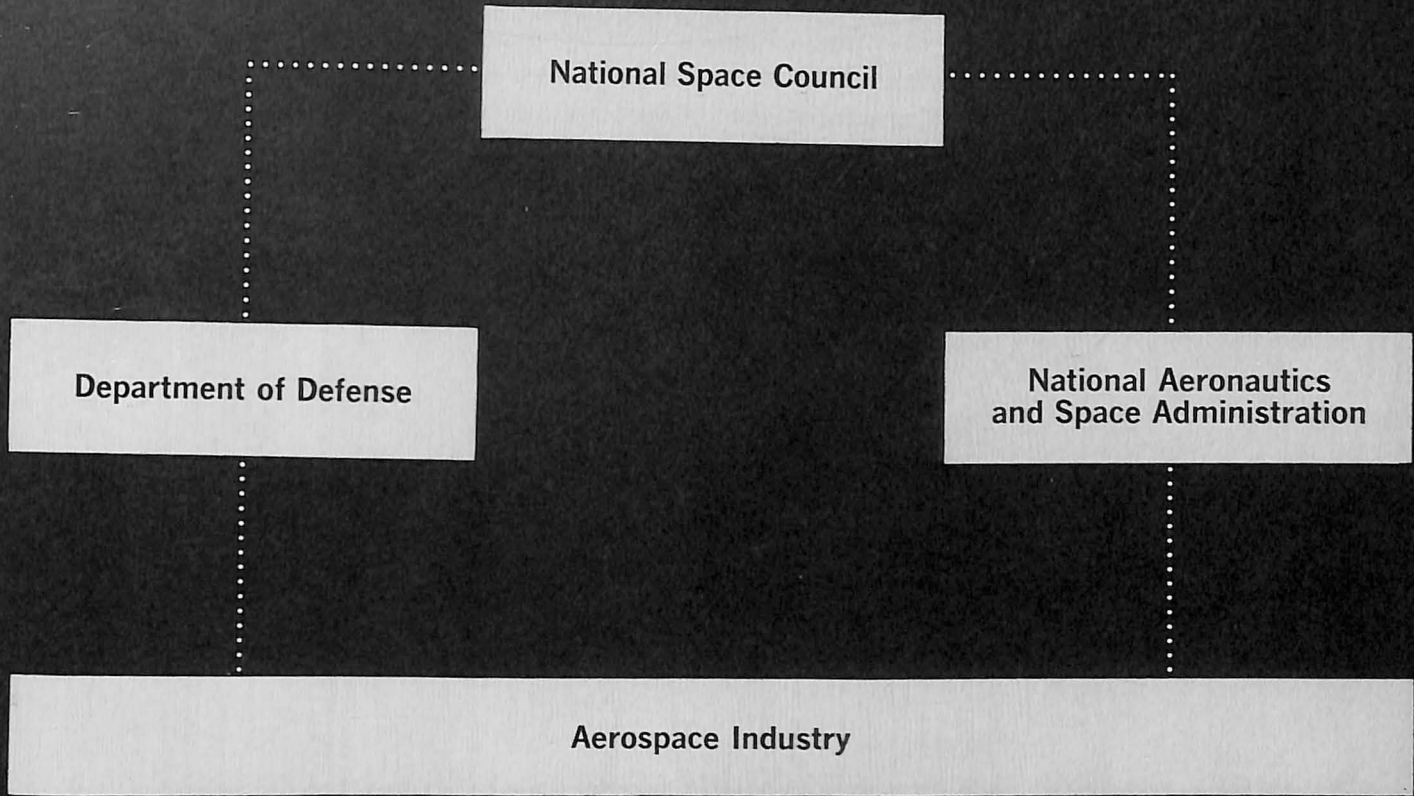 National Space Council
Department of Defense
National Aeronautics
and Space Administration
Aerospace Industry